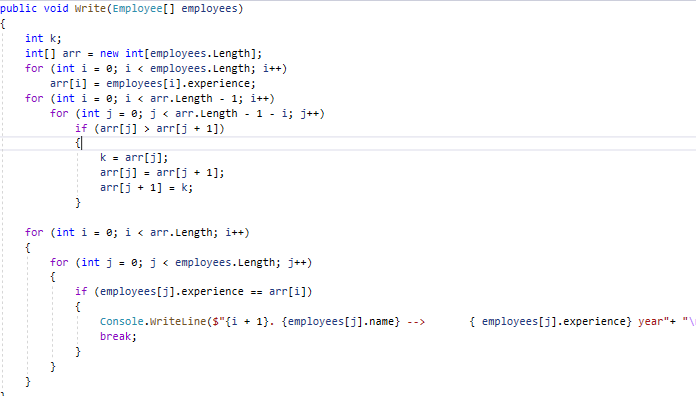 public void Write(Employee[] employees)
{
int k;
int[] arr = new int[employees.Length];
for (int i = 0; i < employees.Length; i++)
arr[i] = employees[i].experience;
for (int i = 0; i < arr.Length - 1; i++)
for (int j = 0; j < arr.Length - 1 - i; j++)
if (arr[j] > arr[j + 1])
{
k = arr[j];
arr[j] = arr[j + 1];
arr[j + 1] = k;
}
for (int i = 0; i < arr.Length; i++)
{
for (int j = 0; j < employees.Length; j++)
{
if (employees[j].experience == arr[i])
{
Console.WriteLine($"{i + 1}. {employees[j].name} --> { employees[j].experience} year"+ "\
break;
}
}
}